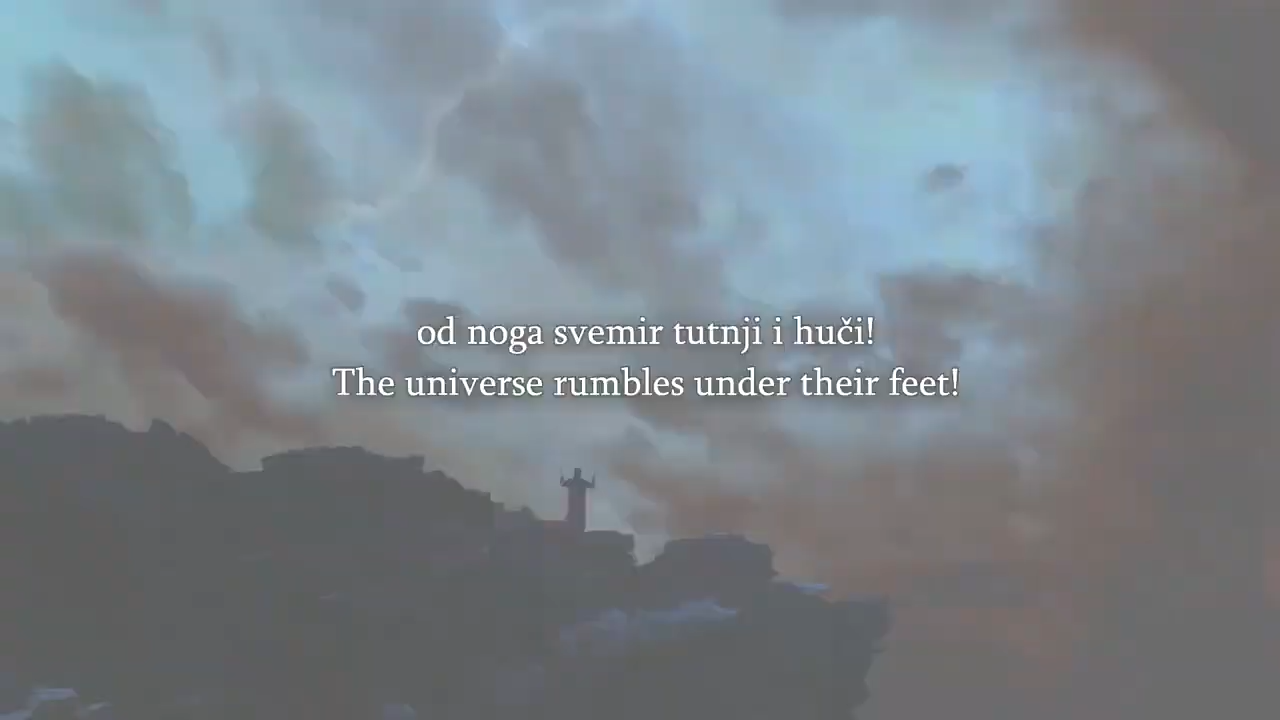 od noga svemir tutnji i huči!
The universe rumbles under their feet!